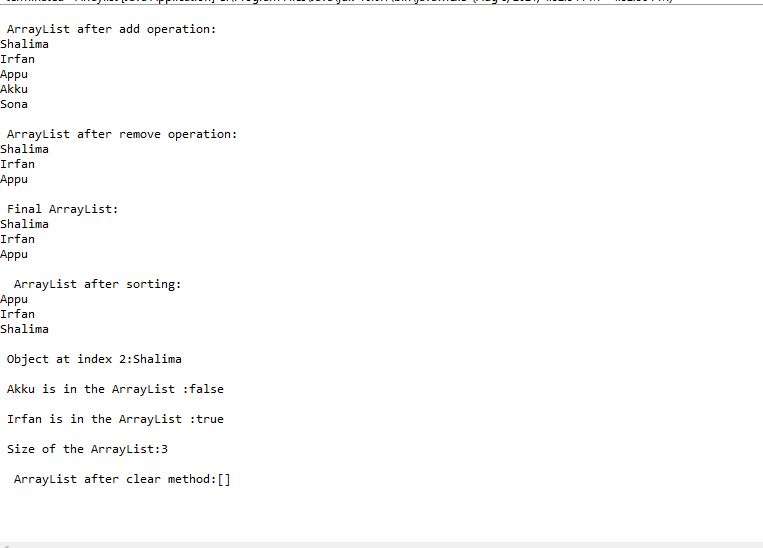 ArrayList after add operation:
Shalima
Irfan
Appu
Akku
Sona
ArrayList after remove operation:
Shalima
Irfan
Appu
Final ArrayList:
Shalima
Irfan
Appu
ArrayList after sorting:
Appu
Irfan
Shalima
Object at index 2:Shalima
Akku is in the ArrayList :false
Irfan is in the ArrayList :true
Size of the ArrayList:3
ArrayList after clear method:[]